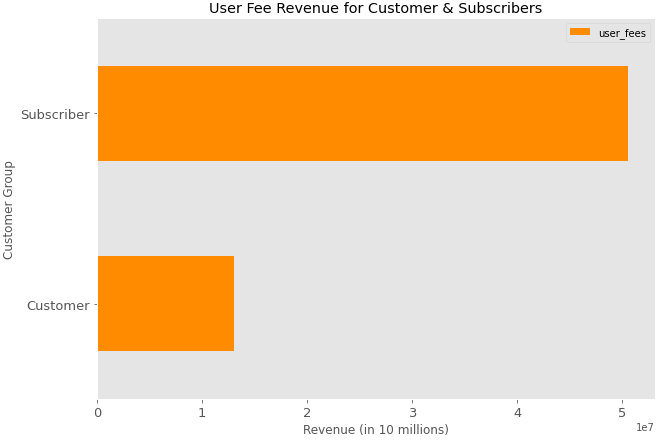 User Fee Revenue for Customer & Subscribers
user_fees
Subscriber
Customer Group
Customer
0 1 2 3 4 5
1e7
Revenue (in 10 millions)